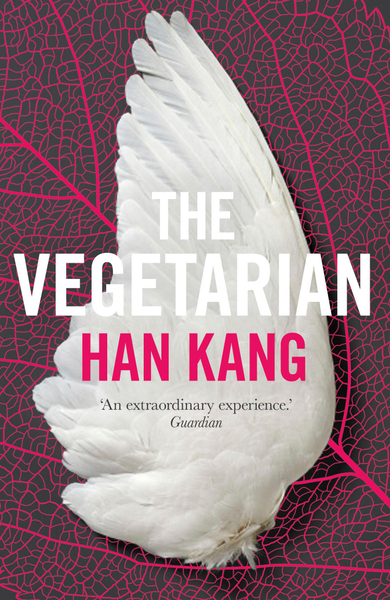 THE
VEGETARIAN
HAN KANG
‘An extraordinary experience.’
Guardian